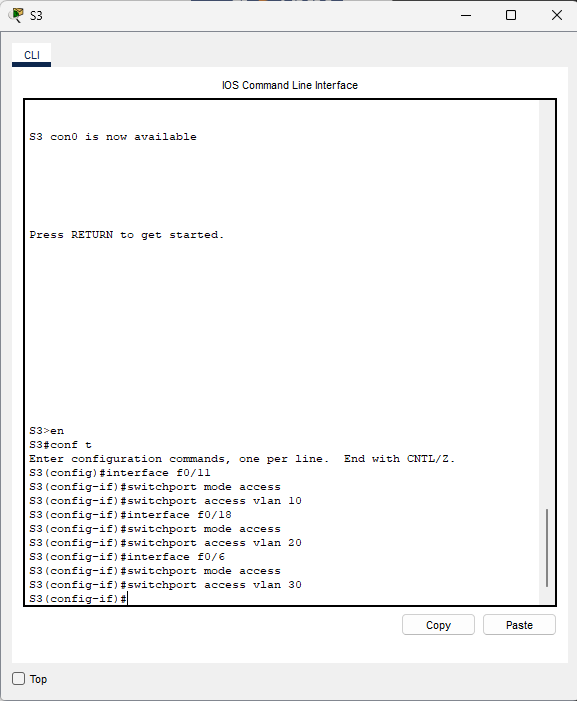 S3
CLI
IOS Command Line Interface
S3 con0 is now available
Press RETURN to get started.
S3>en
S3#conf t
Enter configuration commands, one per line.  End with CNTL/Z.
S3(config)#interface f0/11
S3(config-if)#switchport mode access
S3(config-if)#switchport access vlan 10
S3(config-if)#interface f0/18
S3(config-if)#switchport mode access
S3(config-if)#switchport access vlan 20
S3(config-if)#interface f0/6
S3(config-if)#switchport mode access
S3(config-if)#switchport access vlan 30
S3(config-if)#
Copy Paste
Top